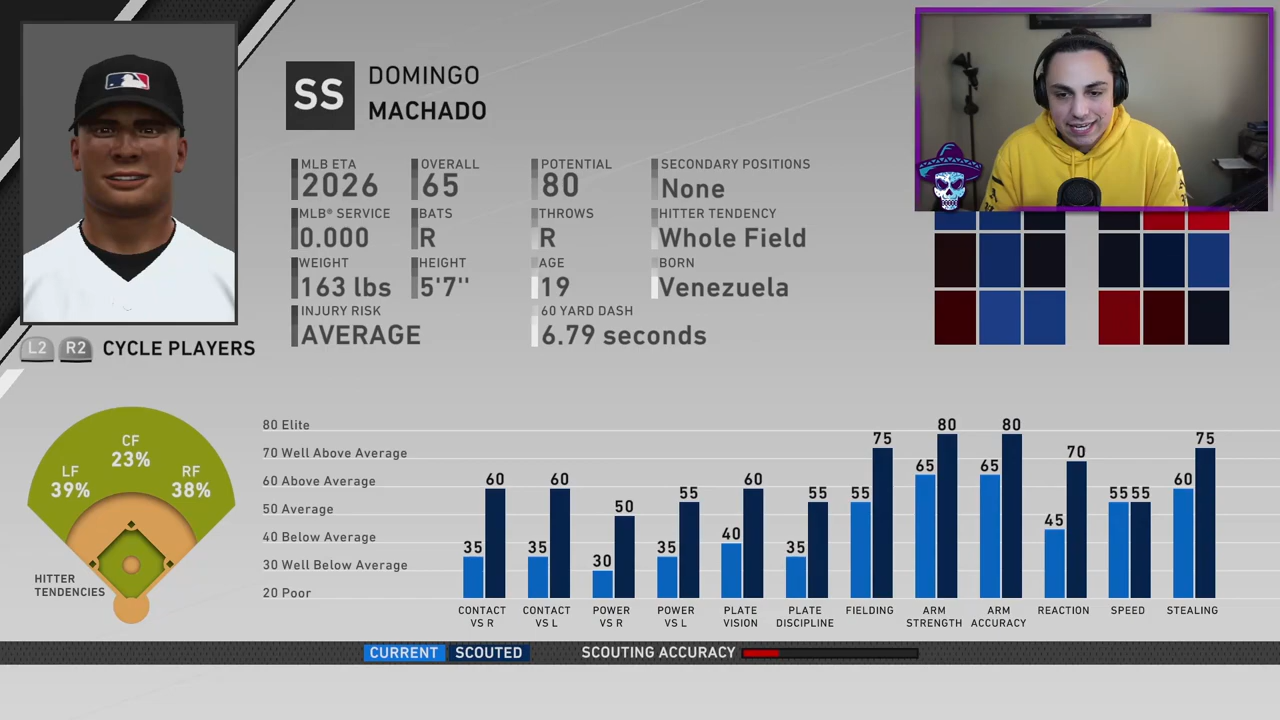 SS
DOMINGO
MACHADO
MLB ETA
2026
OVERALL
65
POTENTIAL
80
SECONDARY POSITIONS
None
MLB® SERVICE
0.000
BATS
R
THROWS
R
HITTER TENDENCY
Whole Field
WEIGHT
163 lbs
HEIGHT
5'7''
AGE
19
BORN
Venezuela
INJURY RISK
AVERAGE
60 YARD DASH
6.79 seconds
L2 R2 CYCLE PLAYERS
CF
23%
LF
39%
RF
38%
HITTER
TENDENCIES
80 Elite
70 Well Above Average
60 Above Average
50 Average
40 Below Average
30 Well Below Average
20 Poor
35 60
35 60
30 50
35 55
40 60
35 55
55 75
65 80
65 80
45 70
55 55
60 75
CONTACT
VS R
CONTACT
VS L
POWER
VS R
POWER
VS L
PLATE
VISION
PLATE
DISCIPLINE
FIELDING
ARM
STRENGTH
ARM
ACCURACY
REACTION
SPEED
STEALING
CURRENT SCOUTED SCOUTING ACCURACY